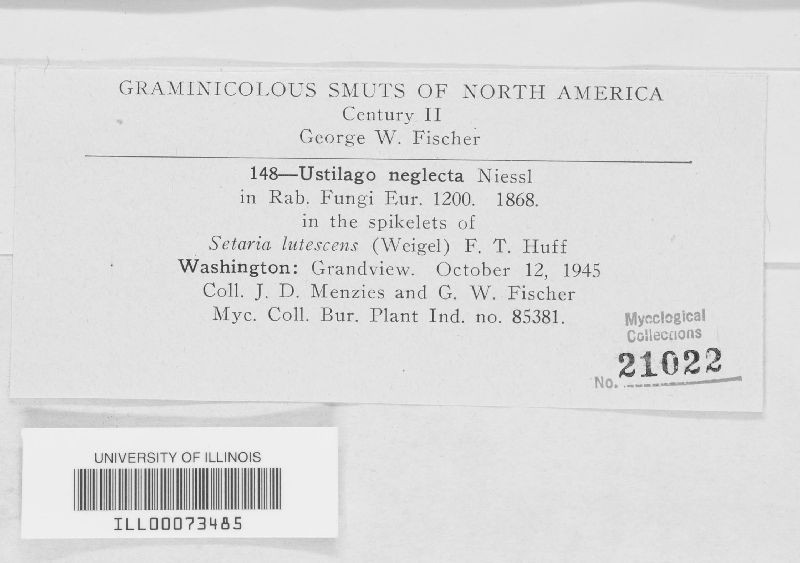 GRAMINICOLOUS SMUTS OF NORTH AMERICA
Century II
George W. Fischer
148—Ustilago neglecta Niessl
in Rab. Fungi Eur. 1200. 1868.
in the spikelets of
Setaria lutescens (Weigel) F. T. Huff
Washington: Grandview. October 12, 1945
Coll. J. D. Menzies and G. W. Fischer
Myc. Coll. Bur. Plant Ind. no. 85381.
Mycological
Collections
No. 21022
UNIVERSITY OF ILLINOIS
ILL00073485